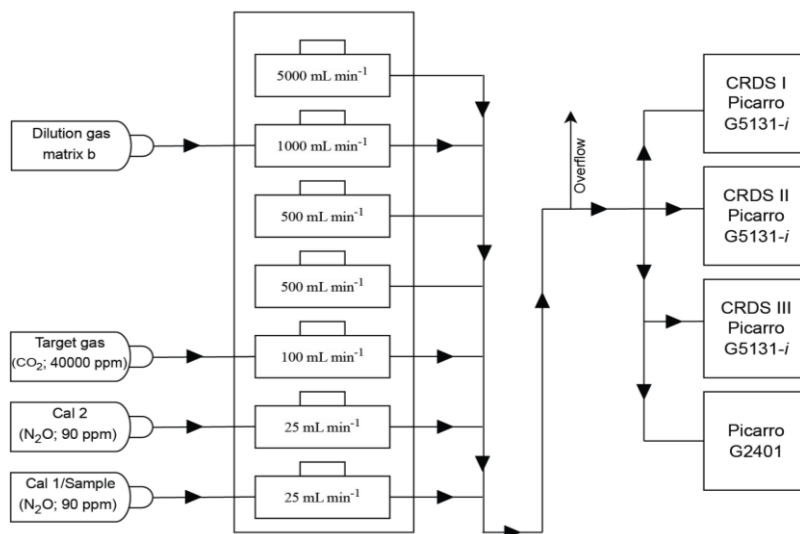 5000 mL min⁻¹
Dilution gas
matrix b
1000 mL min⁻¹
500 mL min⁻¹
500 mL min⁻¹
Target gas
(CO₂; 40000 ppm)
100 mL min⁻¹
Cal 2
(N₂O; 90 ppm)
25 mL min⁻¹
Cal 1/Sample
(N₂O; 90 ppm)
25 mL min⁻¹
Overflow
CRDS I
Picarro
G5131-i
CRDS II
Picarro
G5131-i
CRDS III
Picarro
G5131-i
Picarro
G2401